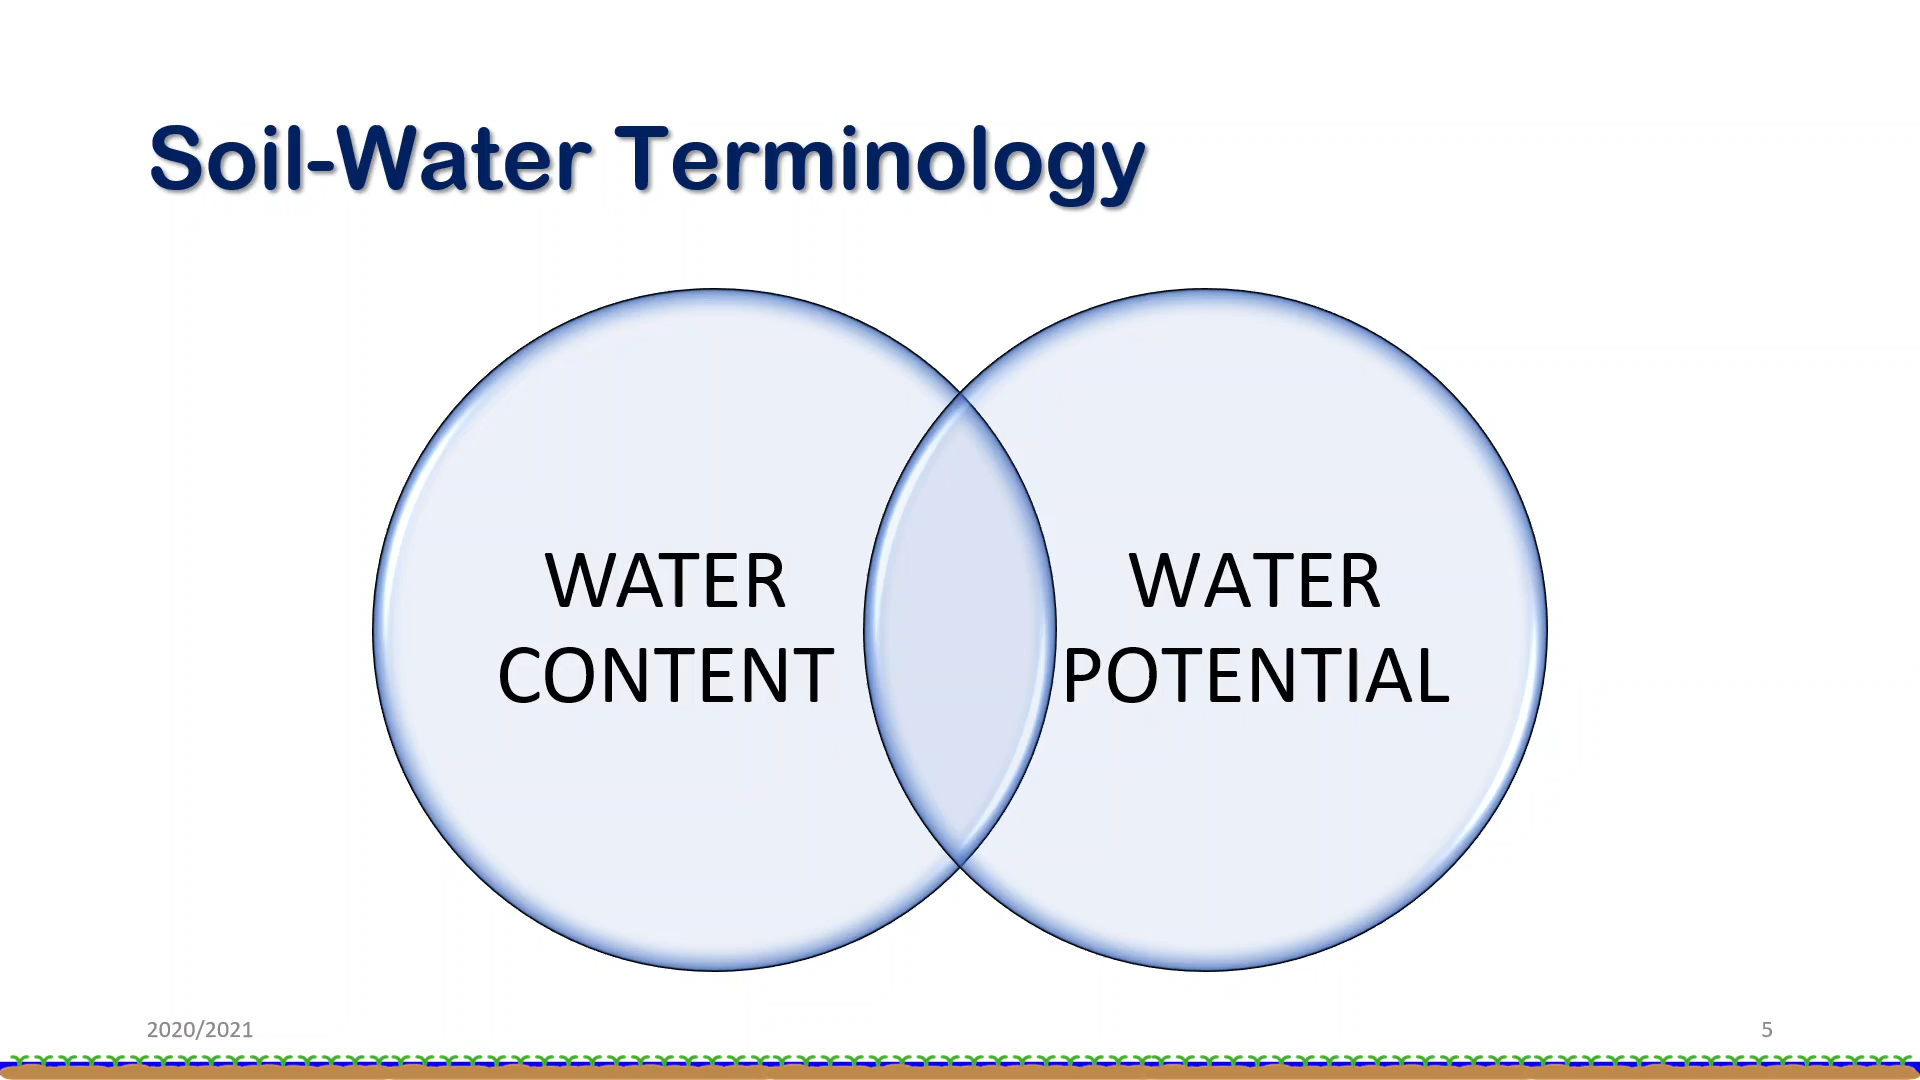 Soil-Water Terminology
WATER
CONTENT
WATER
POTENTIAL
2020/2021
5